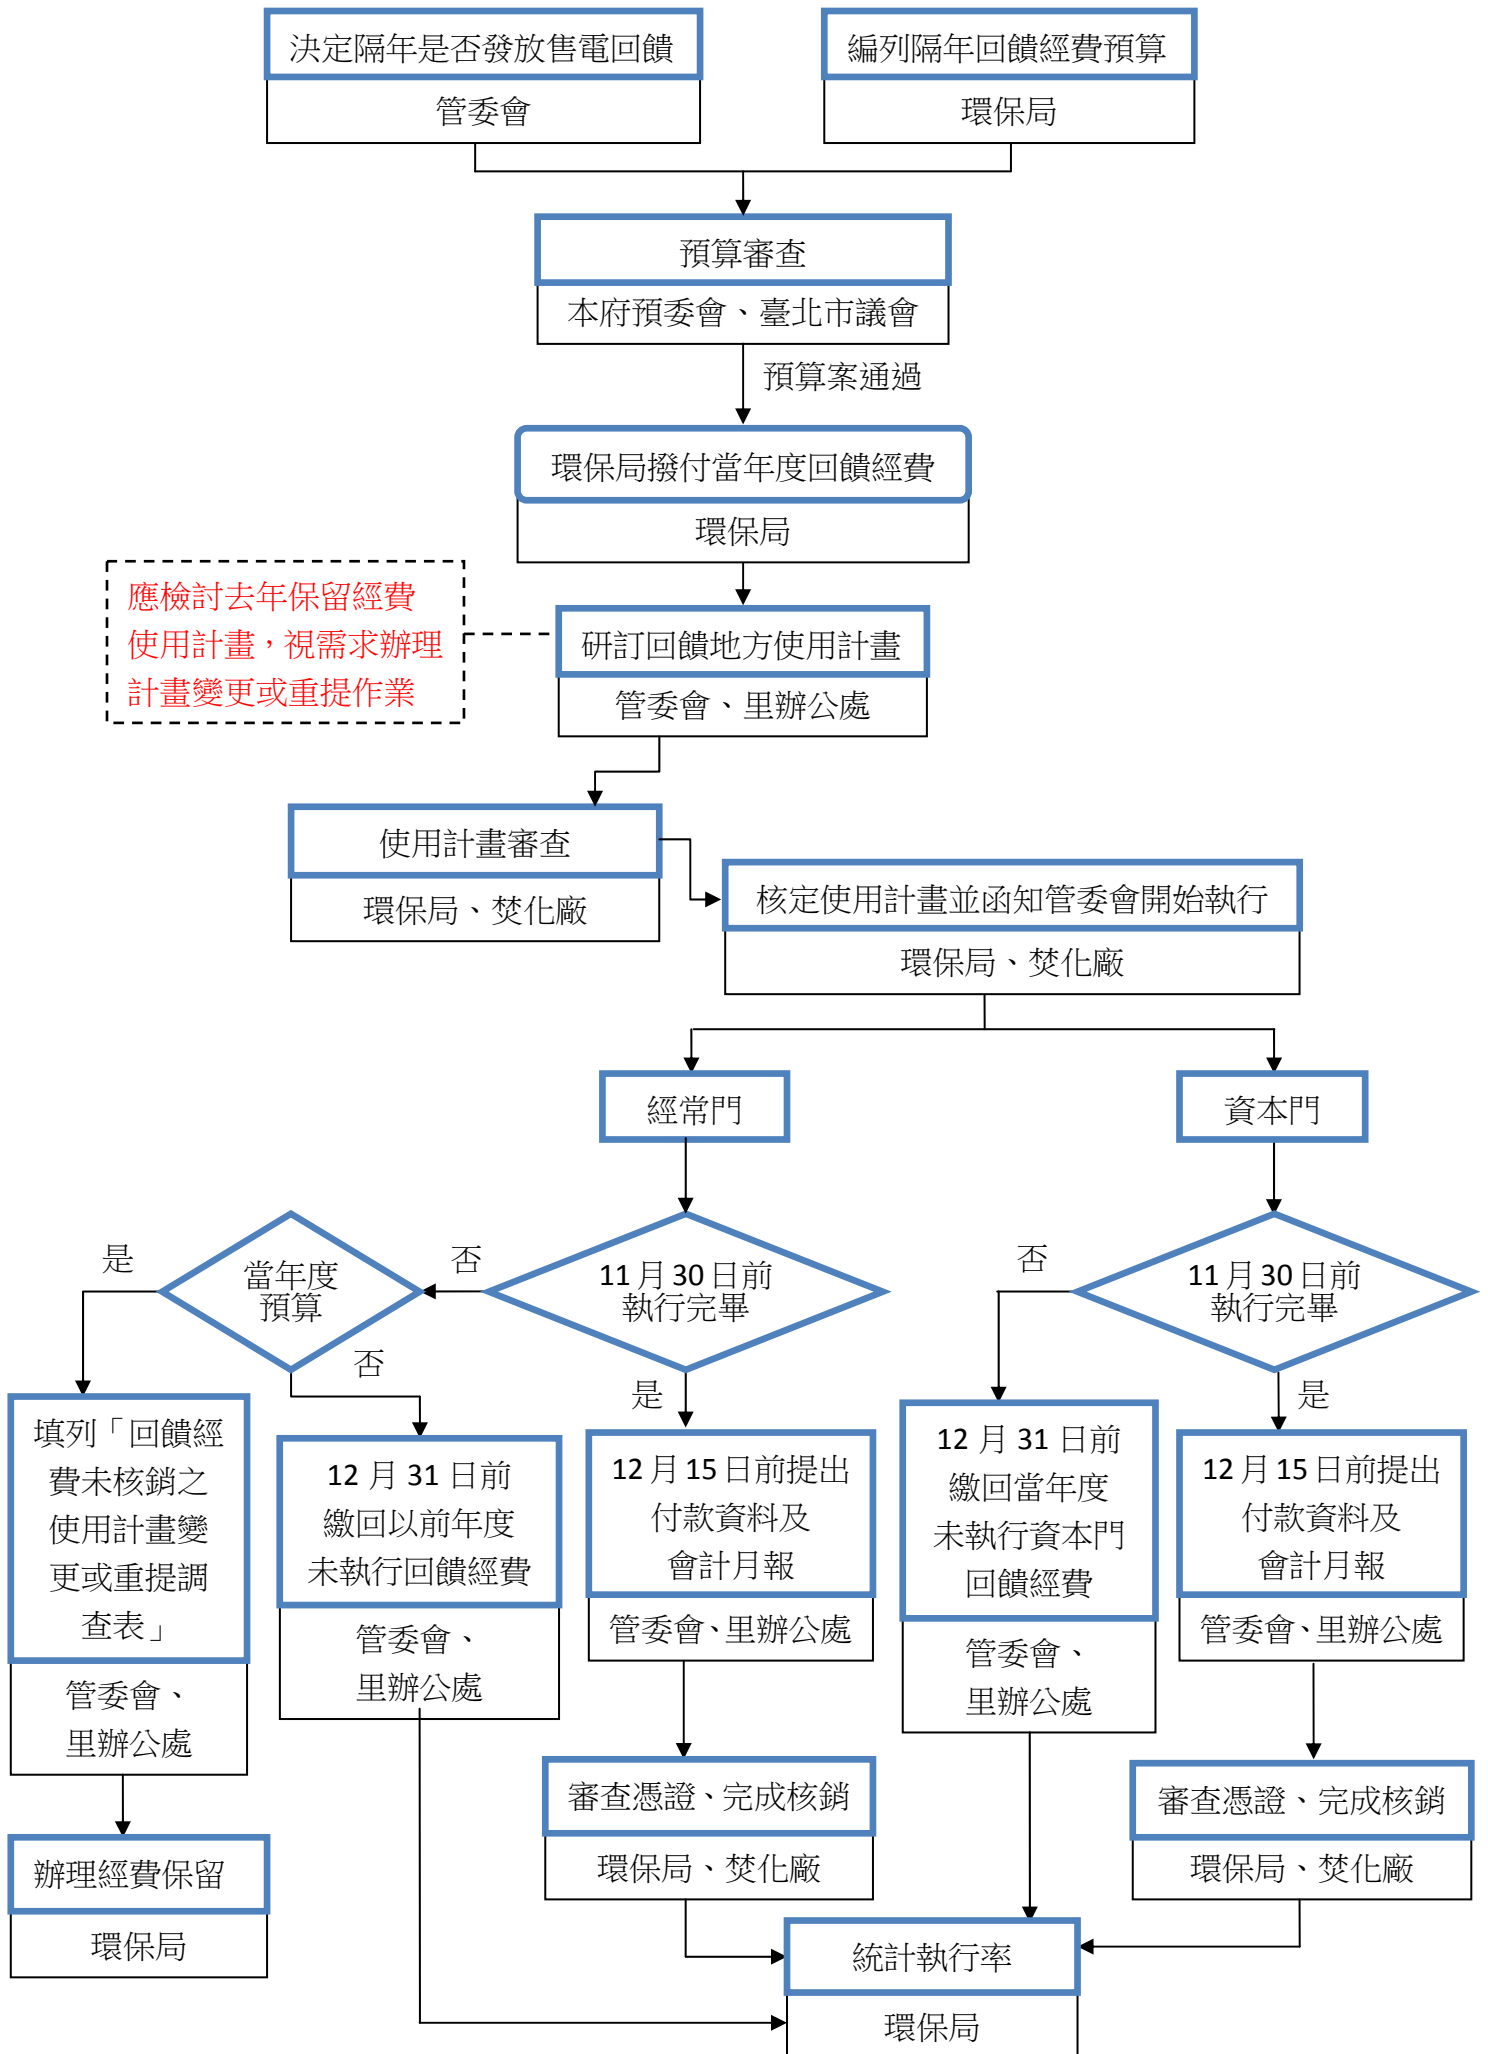 決定隔年是否發放售電回饋
管委會
編列隔年回饋經費預算
環保局
預算審查
本府預委會、臺北市議會
預算案通過
環保局撥付當年度回饋經費
環保局
應檢討去年保留經費
使用計畫，視需求辦理
計畫變更或重提作業
研訂回饋地方使用計畫
管委會、里辦公處
使用計畫審查
環保局、焚化廠
核定使用計畫並函知管委會開始執行
環保局、焚化廠
經常門
資本門
是
當年度
預算
否
11月30日前
執行完畢
否
11月30日前
執行完畢
否
是
是
填列「回饋經
費未核銷之
使用計畫變
更或重提調
查表」
管委會、
里辦公處
12 月 31 日前
繳回以前年度
未執行回饋經費
管委會、
里辦公處
12月15日前提出
付款資料及
會計月報
管委會、里辦公處
12 月 31 日前
繳回當年度
未執行資本門
回饋經費
管委會、
里辦公處
12月15日前提出
付款資料及
會計月報
管委會、里辦公處
辦理經費保留
環保局
審查憑證、完成核銷
環保局、焚化廠
審查憑證、完成核銷
環保局、焚化廠
統計執行率
環保局